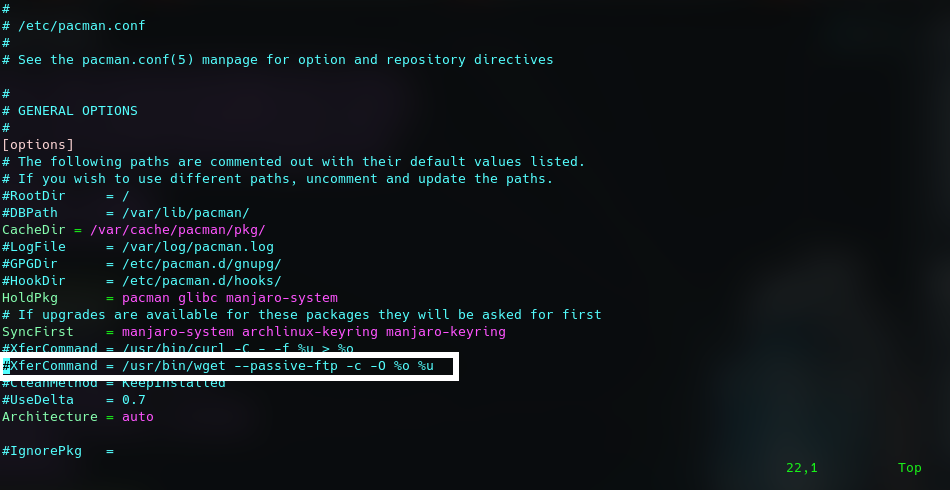 #
# /etc/pacman.conf
#
# See the pacman.conf(5) manpage for option and repository directives
#
# GENERAL OPTIONS
#
[options]
# The following paths are commented out with their default values listed.
# If you wish to use different paths, uncomment and update the paths.
#RootDir     = /
#DBPath      = /var/lib/pacman/
CacheDir = /var/cache/pacman/pkg/
#LogFile     = /var/log/pacman.log
#GPGDir      = /etc/pacman.d/gnupg/
#HookDir     = /etc/pacman.d/hooks/
HoldPkg      = pacman glibc manjaro-system
# If upgrades are available for these packages they will be asked for first
SyncFirst    = manjaro-system archlinux-keyring manjaro-keyring
#XferCommand = /usr/bin/curl -C - -f %u > %o
#XferCommand = /usr/bin/wget --passive-ftp -c -O %o %u
#CleanMethod = KeepInstalled
#UseDelta    = 0.7
Architecture = auto
#IgnorePkg   =
22,1          Top